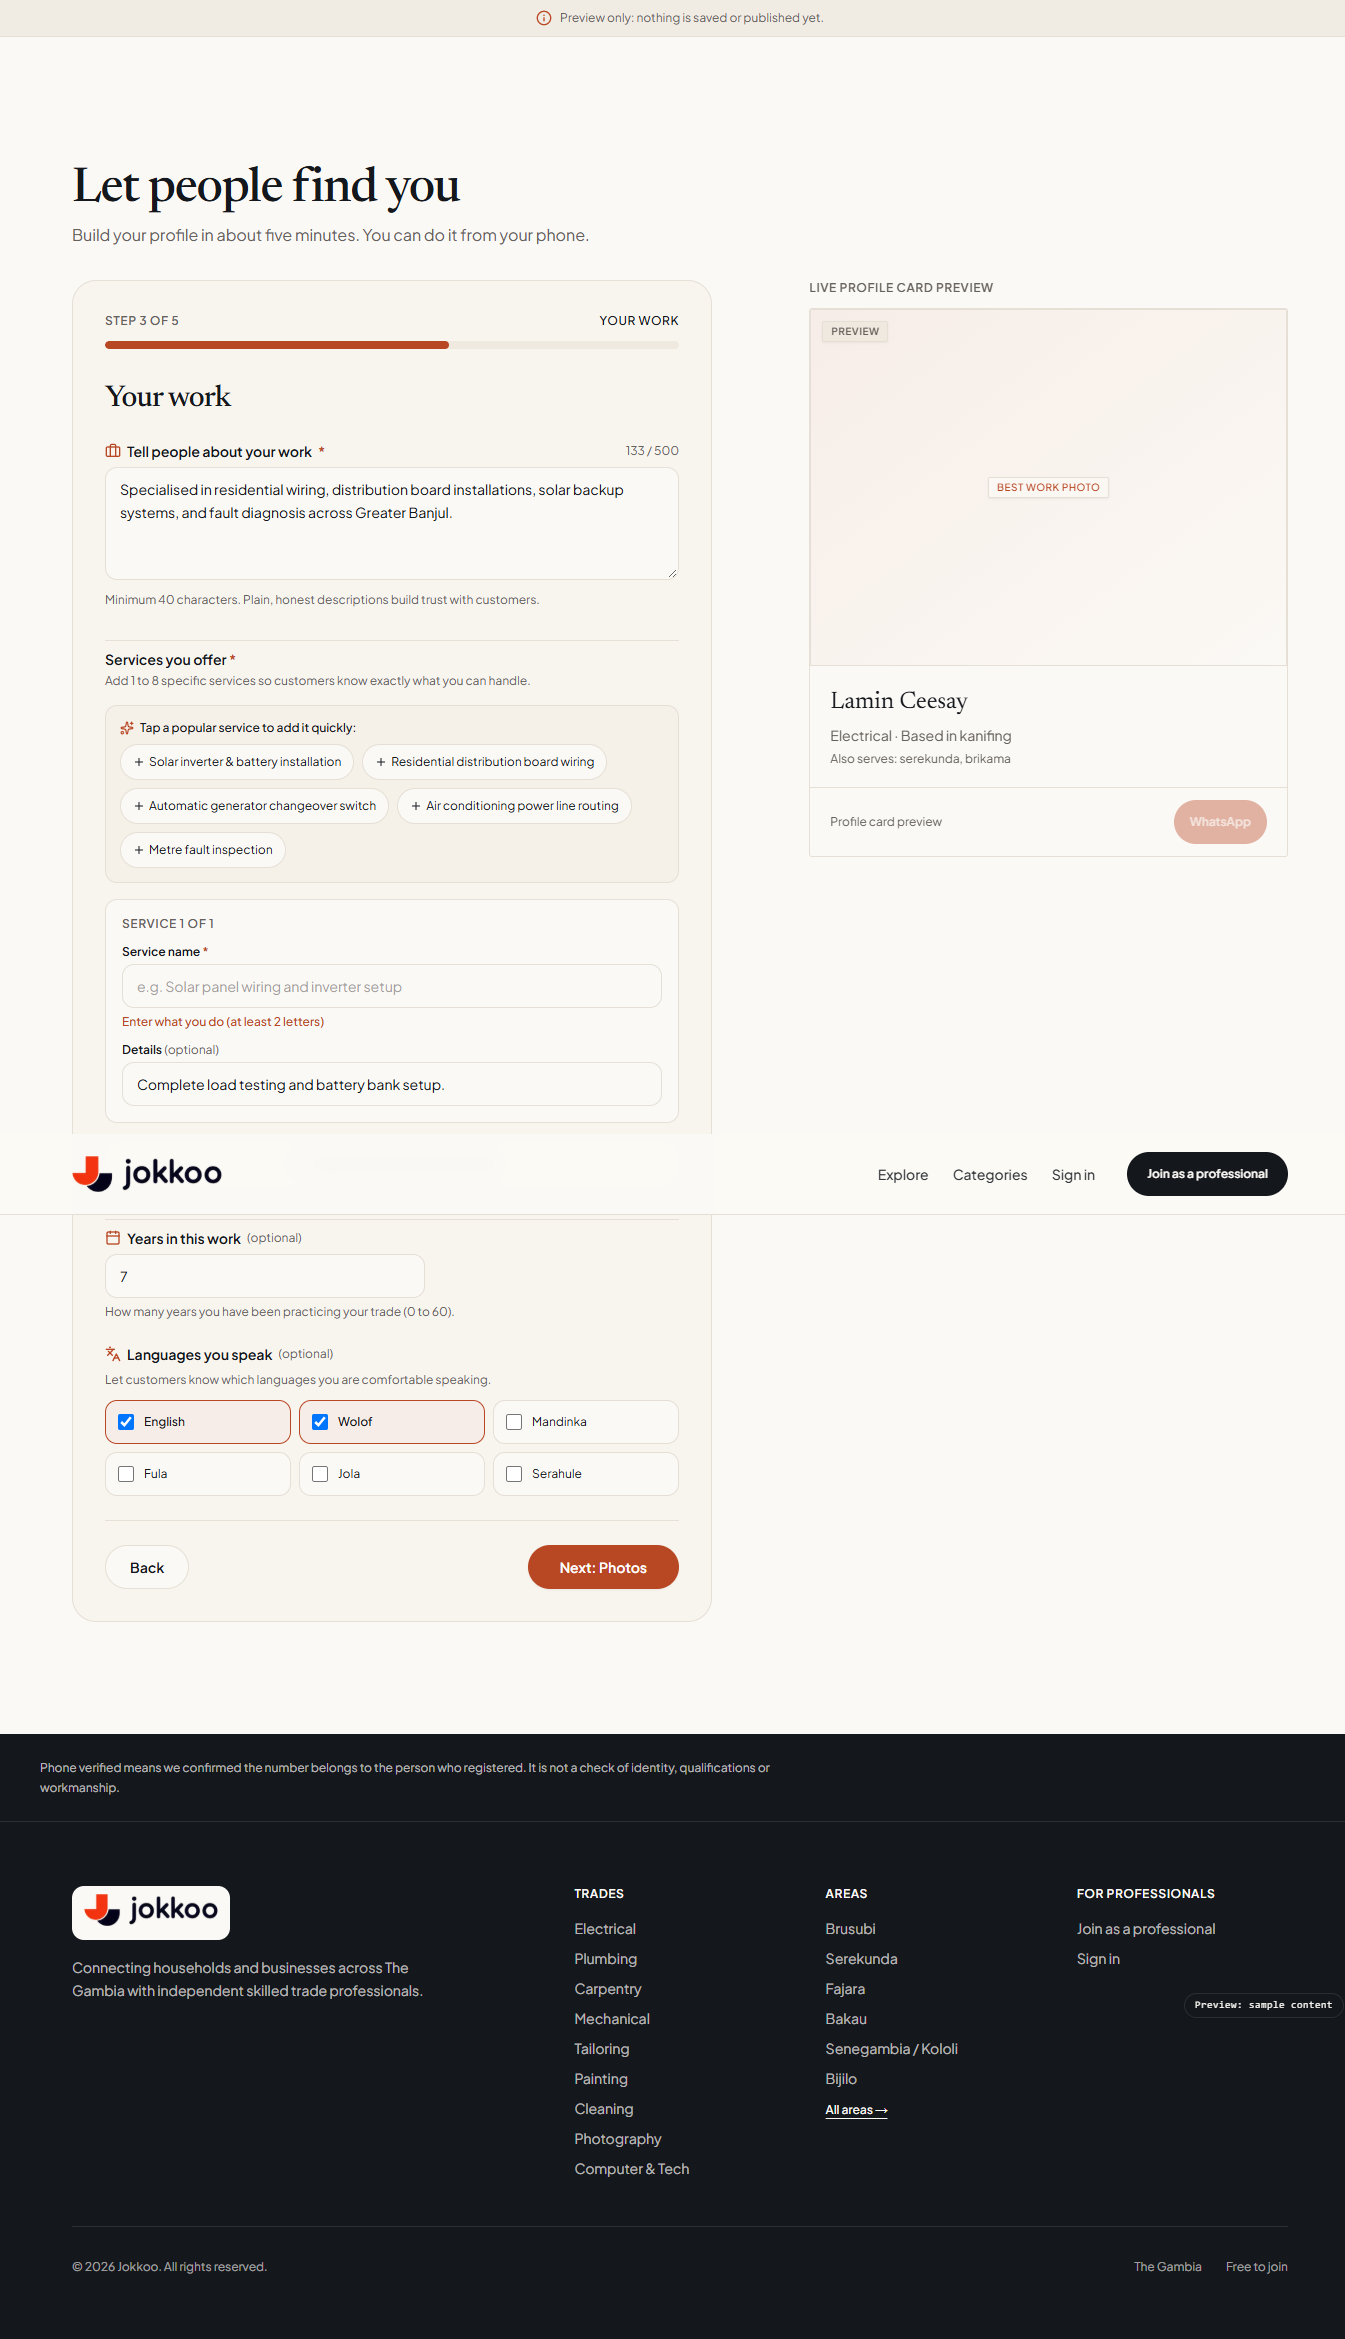 Preview only: nothing is saved or published yet.
Let people find you
Build your profile in about five minutes. You can do it from your phone.
STEP 3 OF 5
YOUR WORK
Your work
Tell people about your work *
133 / 500
Specialised in residential wiring, distribution board installations, solar backup
systems, and fault diagnosis across Greater Banjul.
Minimum 40 characters. Plain, honest descriptions build trust with customers.
Services you offer *
Add 1 to 8 specific services so customers know exactly what you can handle.
Tap a popular service to add it quickly:
+ Solar inverter & battery installation
+ Residential distribution board wiring
+ Automatic generator changeover switch
+ Air conditioning power line routing
+ Metre fault inspection
SERVICE 1 OF 1
Service name *
e.g. Solar panel wiring and inverter setup
Enter what you do (at least 2 letters)
Details (optional)
Complete load testing and battery bank setup.
LIVE PROFILE CARD PREVIEW
PREVIEW
BEST WORK PHOTO
Lamin Ceesay
Electrical · Based in kanifing
Also serves: serekunda, brikama
Profile card preview
WhatsApp
jokkoo
Explore
Categories
Sign in
Join as a professional
Years in this work (optional)
7
How many years you have been practicing your trade (0 to 60).
Languages you speak (optional)
Let customers know which languages you are comfortable speaking.
English
Wolof
Mandinka
Fula
Jola
Serahule
Back
Next: Photos
Phone verified means we confirmed the number belongs to the person who registered. It is not a check of identity, qualifications or
workmanship.
jokkoo
Connecting households and businesses across The
Gambia with independent skilled trade professionals.
TRADES
Electrical
Plumbing
Carpentry
Mechanical
Tailoring
Painting
Cleaning
Photography
Computer & Tech
AREAS
Brusubi
Serekunda
Fajara
Bakau
Senegambia / Kololi
Bijilo
All areas →
FOR PROFESSIONALS
Join as a professional
Sign in
Preview: sample content
© 2026 Jokkoo. All rights reserved.
The Gambia
Free to join